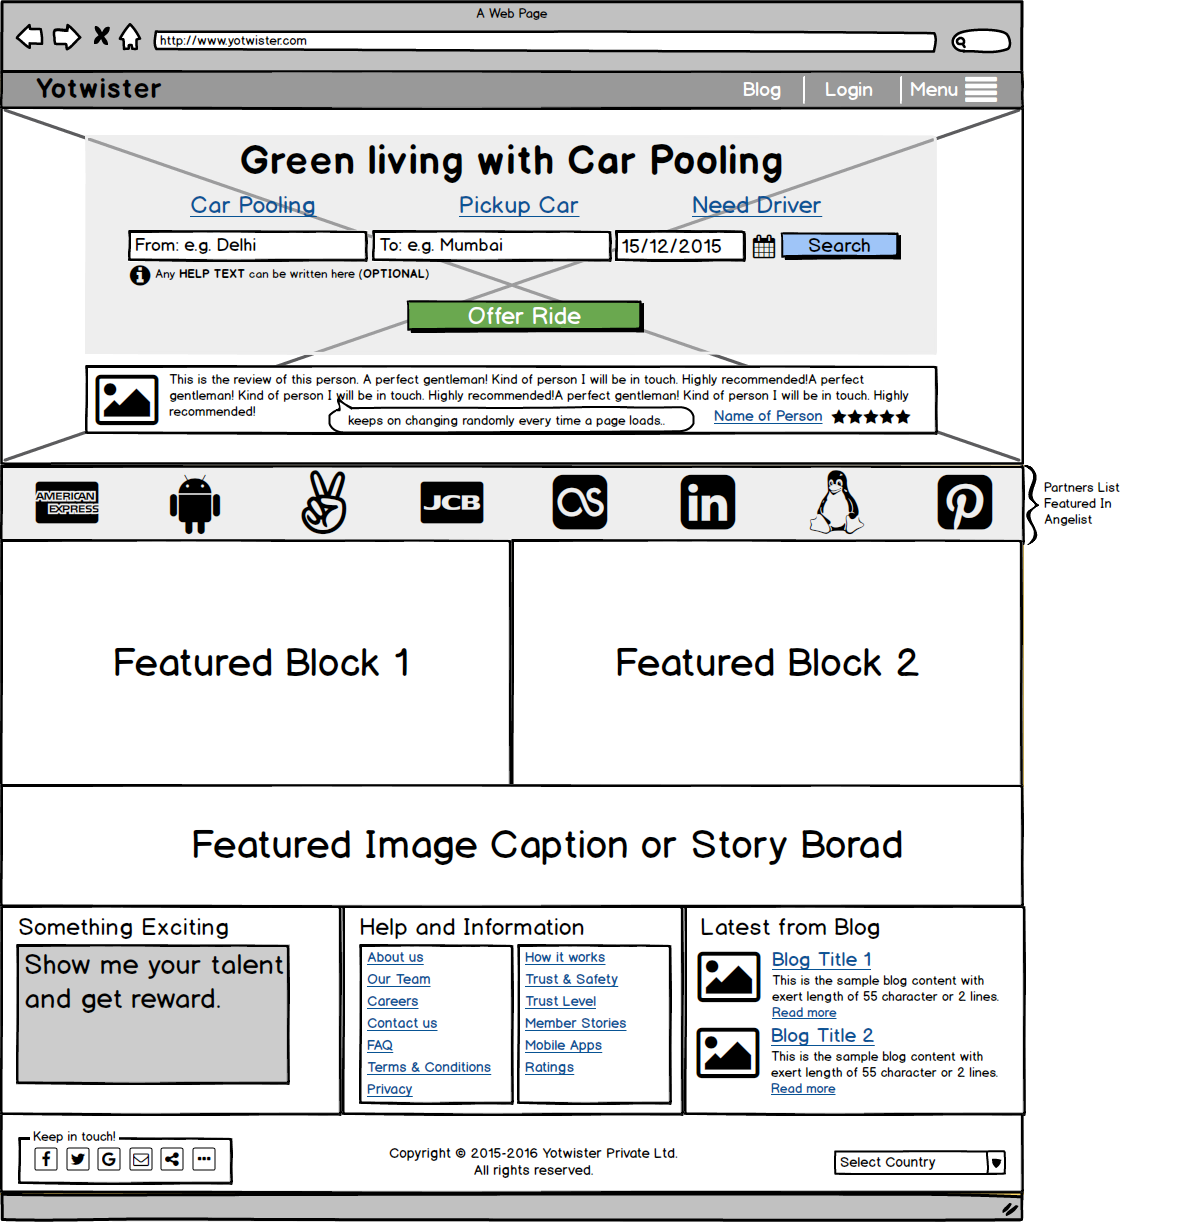 A Web Page
http://www.yotwister.com
Yotwister
Blog
Login
Menu
Green living with Car Pooling
Car Pooling
Pickup Car
Need Driver
From: e.g. Delhi
To: e.g. Mumbai
15/12/2015
Search
Any HELP TEXT can be written here (OPTIONAL)
Offer Ride
This is the review of this person. A perfect gentleman! Kind of person I will be in touch. Highly recommended!A perfect
gentleman! Kind of person I will be in touch. Highly recommended!A perfect gentleman! Kind of person I will be in touch. Highly
recommended!
keeps on changing randomly every time a page loads..
Name of Person
AMERICAN
EXPRESS
JCB
in
Partners List
Featured In
Angelist
Featured Block 1
Featured Block 2
Featured Image Caption or Story Borad
Something Exciting
Show me your talent
and get reward.
Help and Information
About us
Our Team
Careers
Contact us
FAQ
Terms & Conditions
Privacy
How it works
Trust & Safety
Trust Level
Member Stories
Mobile Apps
Ratings
Latest from Blog
Blog Title 1
This is the sample blog content with
exert length of 55 character or 2 lines.
Read more
Blog Title 2
This is the sample blog content with
exert length of 55 character or 2 lines.
Read more
Keep in touch!
Copyright © 2015-2016 Yotwister Private Ltd.
All rights reserved.
Select Country